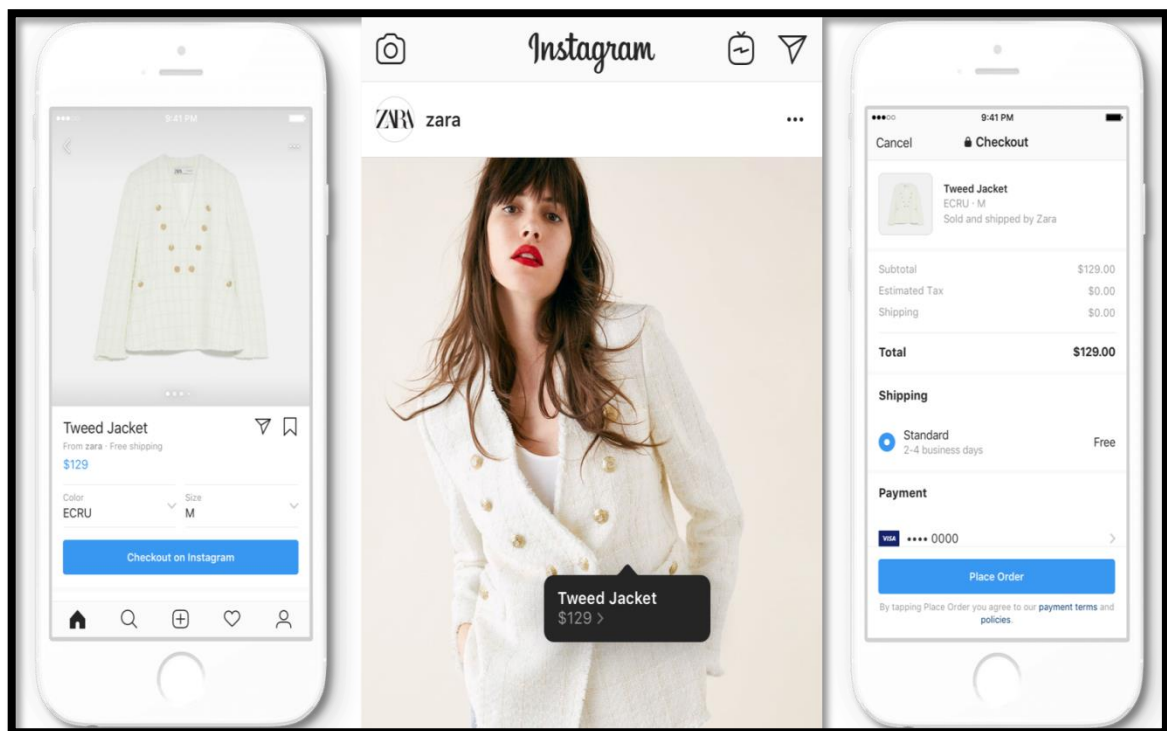 9:41 PM
Tweed Jacket
From zara · Free shipping
$129
Color
Size
ECRU
M
Checkout on Instagram
Instagram
ZARA
zara
Tweed Jacket
$129 >
9:41 PM
Cancel
Checkout
Tweed Jacket
ECRU · M
Sold and shipped by Zara
Subtotal $129.00
Estimated Tax $0.00
Shipping $0.00
Total $129.00
Shipping
Standard
2-4 business days
Free
Payment
VISA •••• 0000
Place Order
By tapping Place Order you agree to our payment terms and
policies.